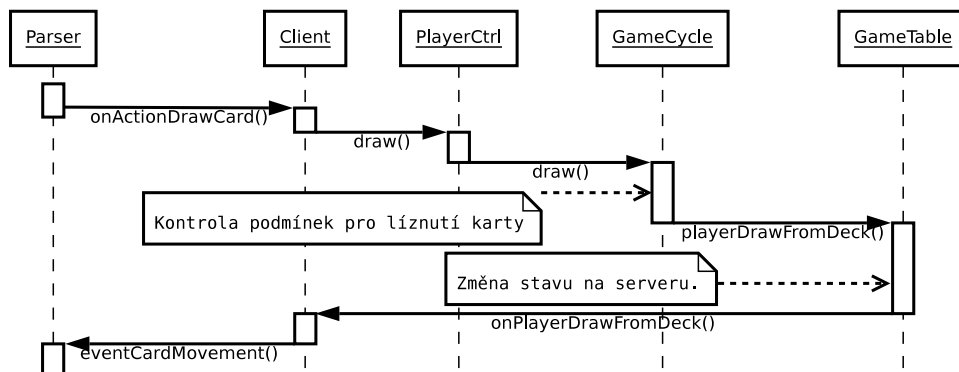 Parser
Client
PlayerCtrl
GameCycle
GameTable
onActionDrawCard()
draw()
draw()
Kontrola podmínek pro líznutí karty
playerDrawFromDeck()
Změna stavu na serveru.
onPlayerDrawFromDeck()
eventCardMovement()